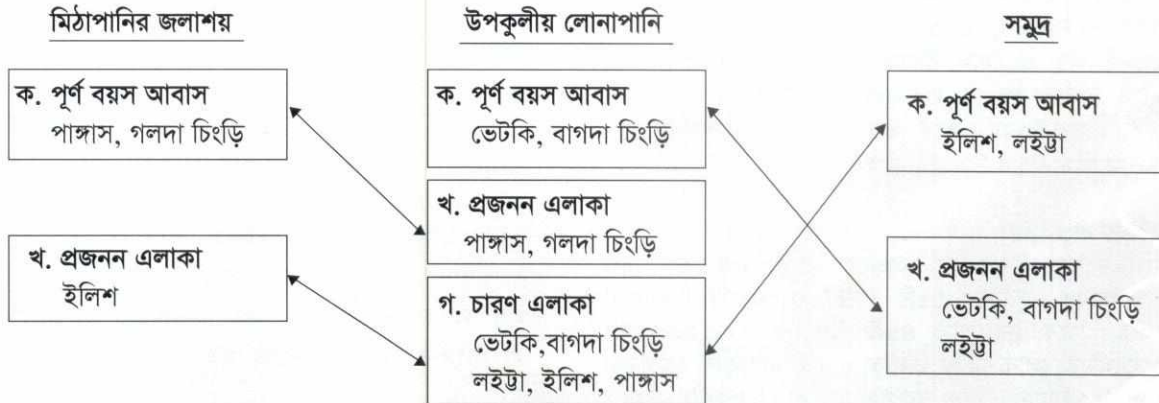 মিঠাপানির জলাশয়
ক. পূর্ণ বয়স আবাস
পাঙ্গাস, গলদা চিংড়ি
খ. প্রজনন এলাকা
ইলিশ
উপকুলীয় লোনাপানি
ক. পূর্ণ বয়স আবাস
ভেটকি, বাগদা চিংড়ি
খ. প্রজনন এলাকা
পাঙ্গাস, গলদা চিংড়ি
গ. চারণ এলাকা
ভেটকি,বাগদা চিংড়ি
লইট্টা, ইলিশ, পাঙ্গাস
সমুদ্র
ক. পূর্ণ বয়স আবাস
ইলিশ, লইট্টা
খ. প্রজনন এলাকা
ভেটকি, বাগদা চিংড়ি
লইট্টা